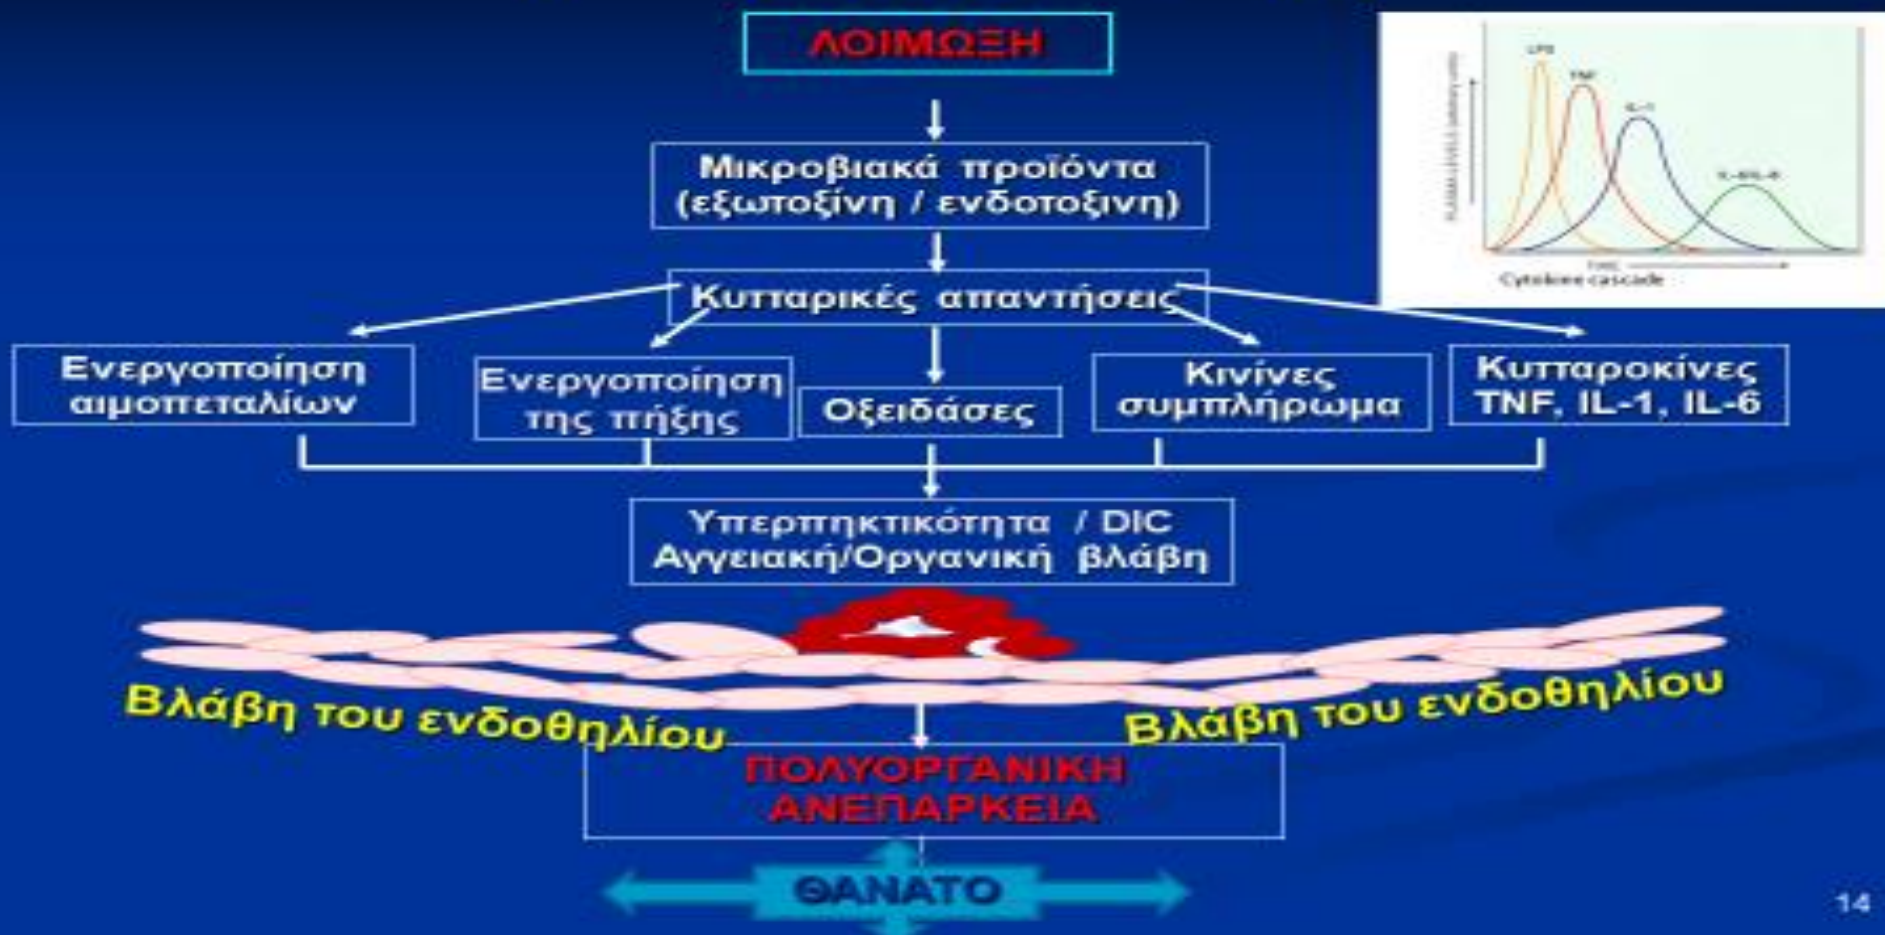 ΛΟΙΜΩΞΗ
LPS
TNF
IL-1
Μικροβιακά προϊόντα
(εξωτοξίνη / ενδοτοξινη)
TIME
Cytokine cascade
Κυτταρικές απαντήσεις
Ενεργοποίηση
αιμοπεταλίων
Ενεργοποίηση
της πήξης
Οξειδάσες
Κινίνες
συμπλήρωμα
Κυτταροκίνες
TNF, IL-1, IL-6
Υπερπηκτικότητα / DIC
Αγγειακή/Οργανική βλάβη
Βλάβη του ενδοθηλίου
Βλάβη του ενδοθηλίου
ΠΟΛΥΟΡΓΑΝΙΚΗ
ΑΝΕΠΑΡΚΕΙΑ
ΘΑΝΑΤΟ
14